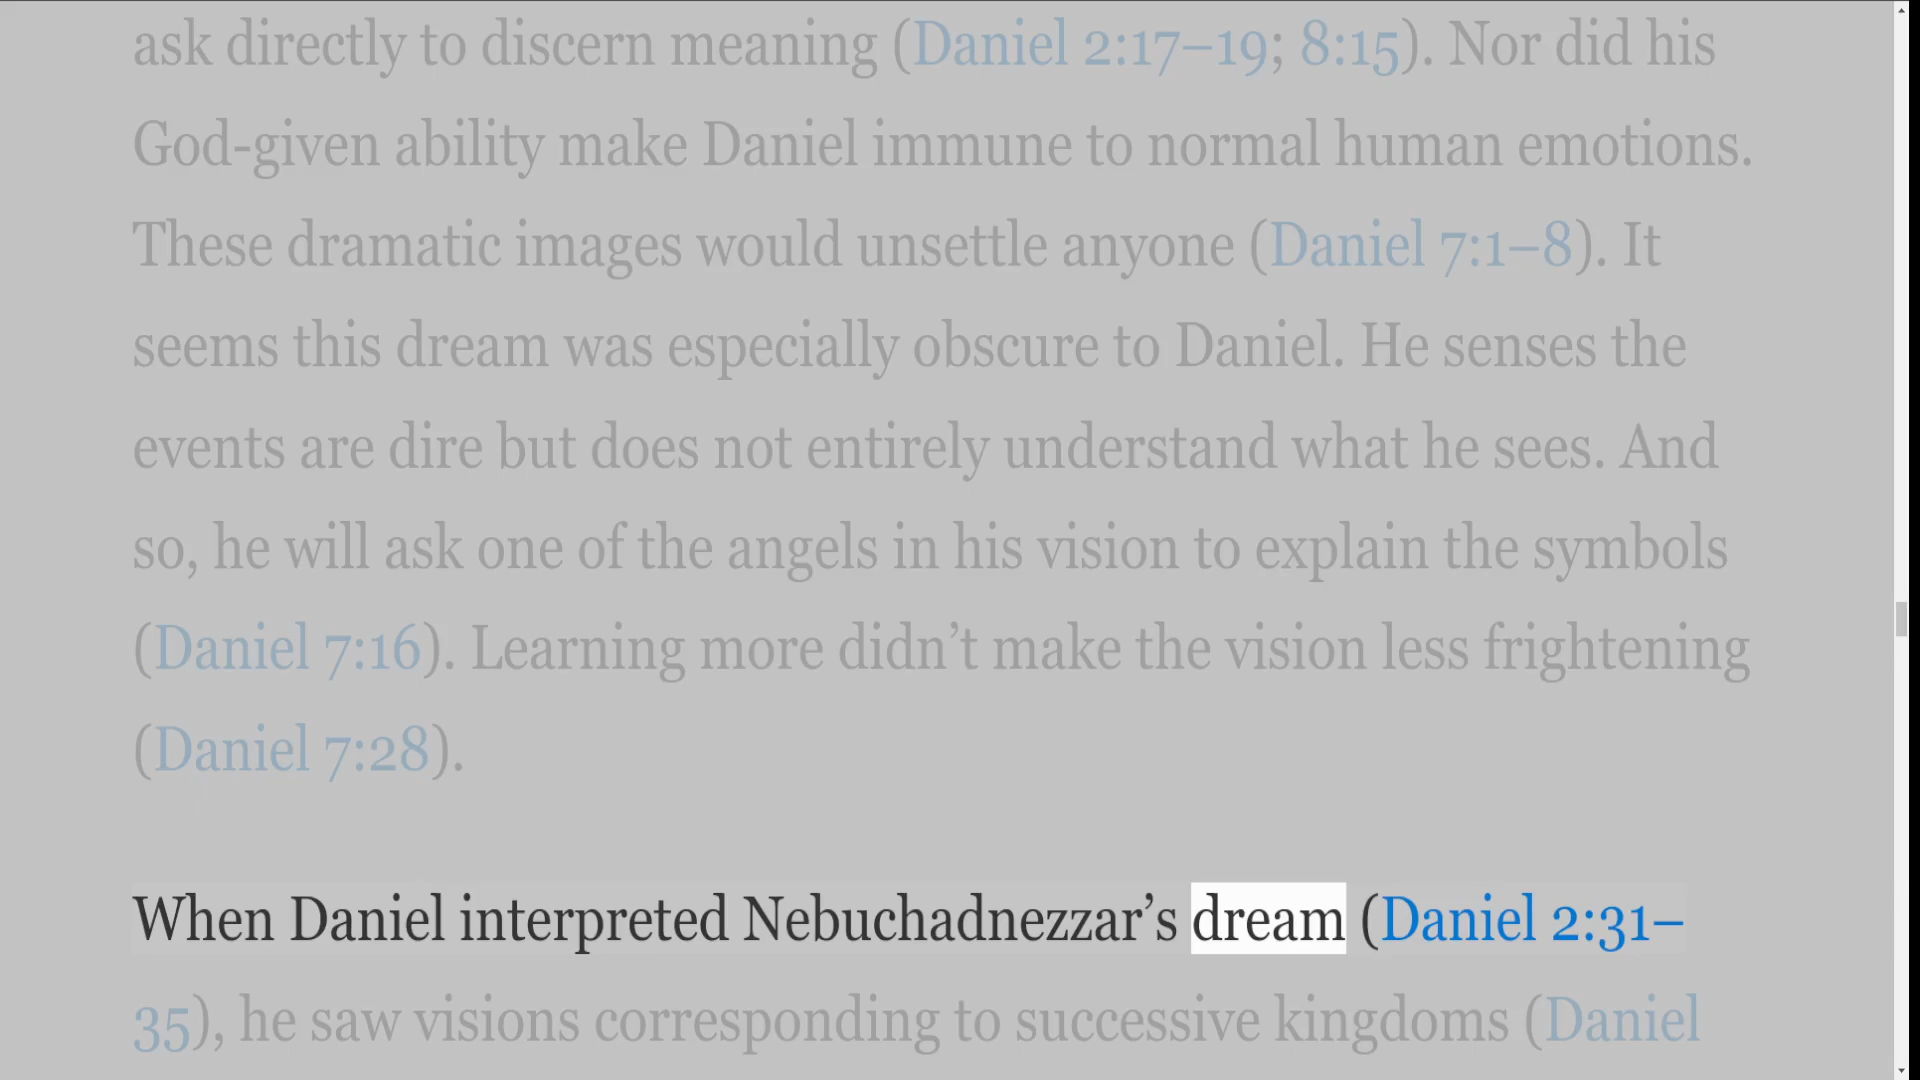 ask directly to discern meaning (Daniel 2:17–19; 8:15). Nor did his
God-given ability make Daniel immune to normal human emotions.
These dramatic images would unsettle anyone (Daniel 7:1–8). It
seems this dream was especially obscure to Daniel. He senses the
events are dire but does not entirely understand what he sees. And
so, he will ask one of the angels in his vision to explain the symbols
(Daniel 7:16). Learning more didn’t make the vision less frightening
(Daniel 7:28).
When Daniel interpreted Nebuchadnezzar’s dream (Daniel 2:31–
35), he saw visions corresponding to successive kingdoms (Daniel